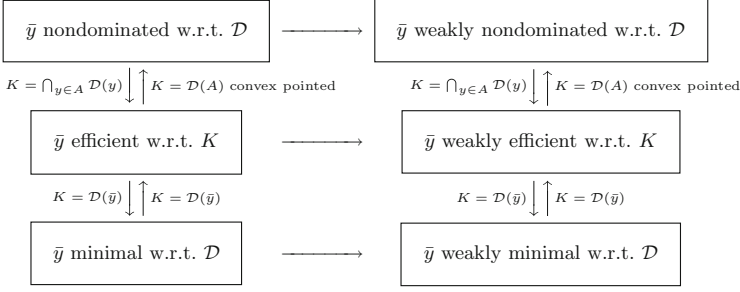 ȳ nondominated w.r.t. 𝒟 ⟶ ȳ weakly nondominated w.r.t. 𝒟
K = ⋂_{y∈A} 𝒟(y) ↓ ↑ K = 𝒟(A) convex pointed K = ⋂_{y∈A} 𝒟(y) ↓ ↑ K = 𝒟(A) convex pointed
ȳ efficient w.r.t. K ⟶ ȳ weakly efficient w.r.t. K
K = 𝒟(ȳ) ↓ ↑ K = 𝒟(ȳ) K = 𝒟(ȳ) ↓ ↑ K = 𝒟(ȳ)
ȳ minimal w.r.t. 𝒟 ⟶ ȳ weakly minimal w.r.t. 𝒟